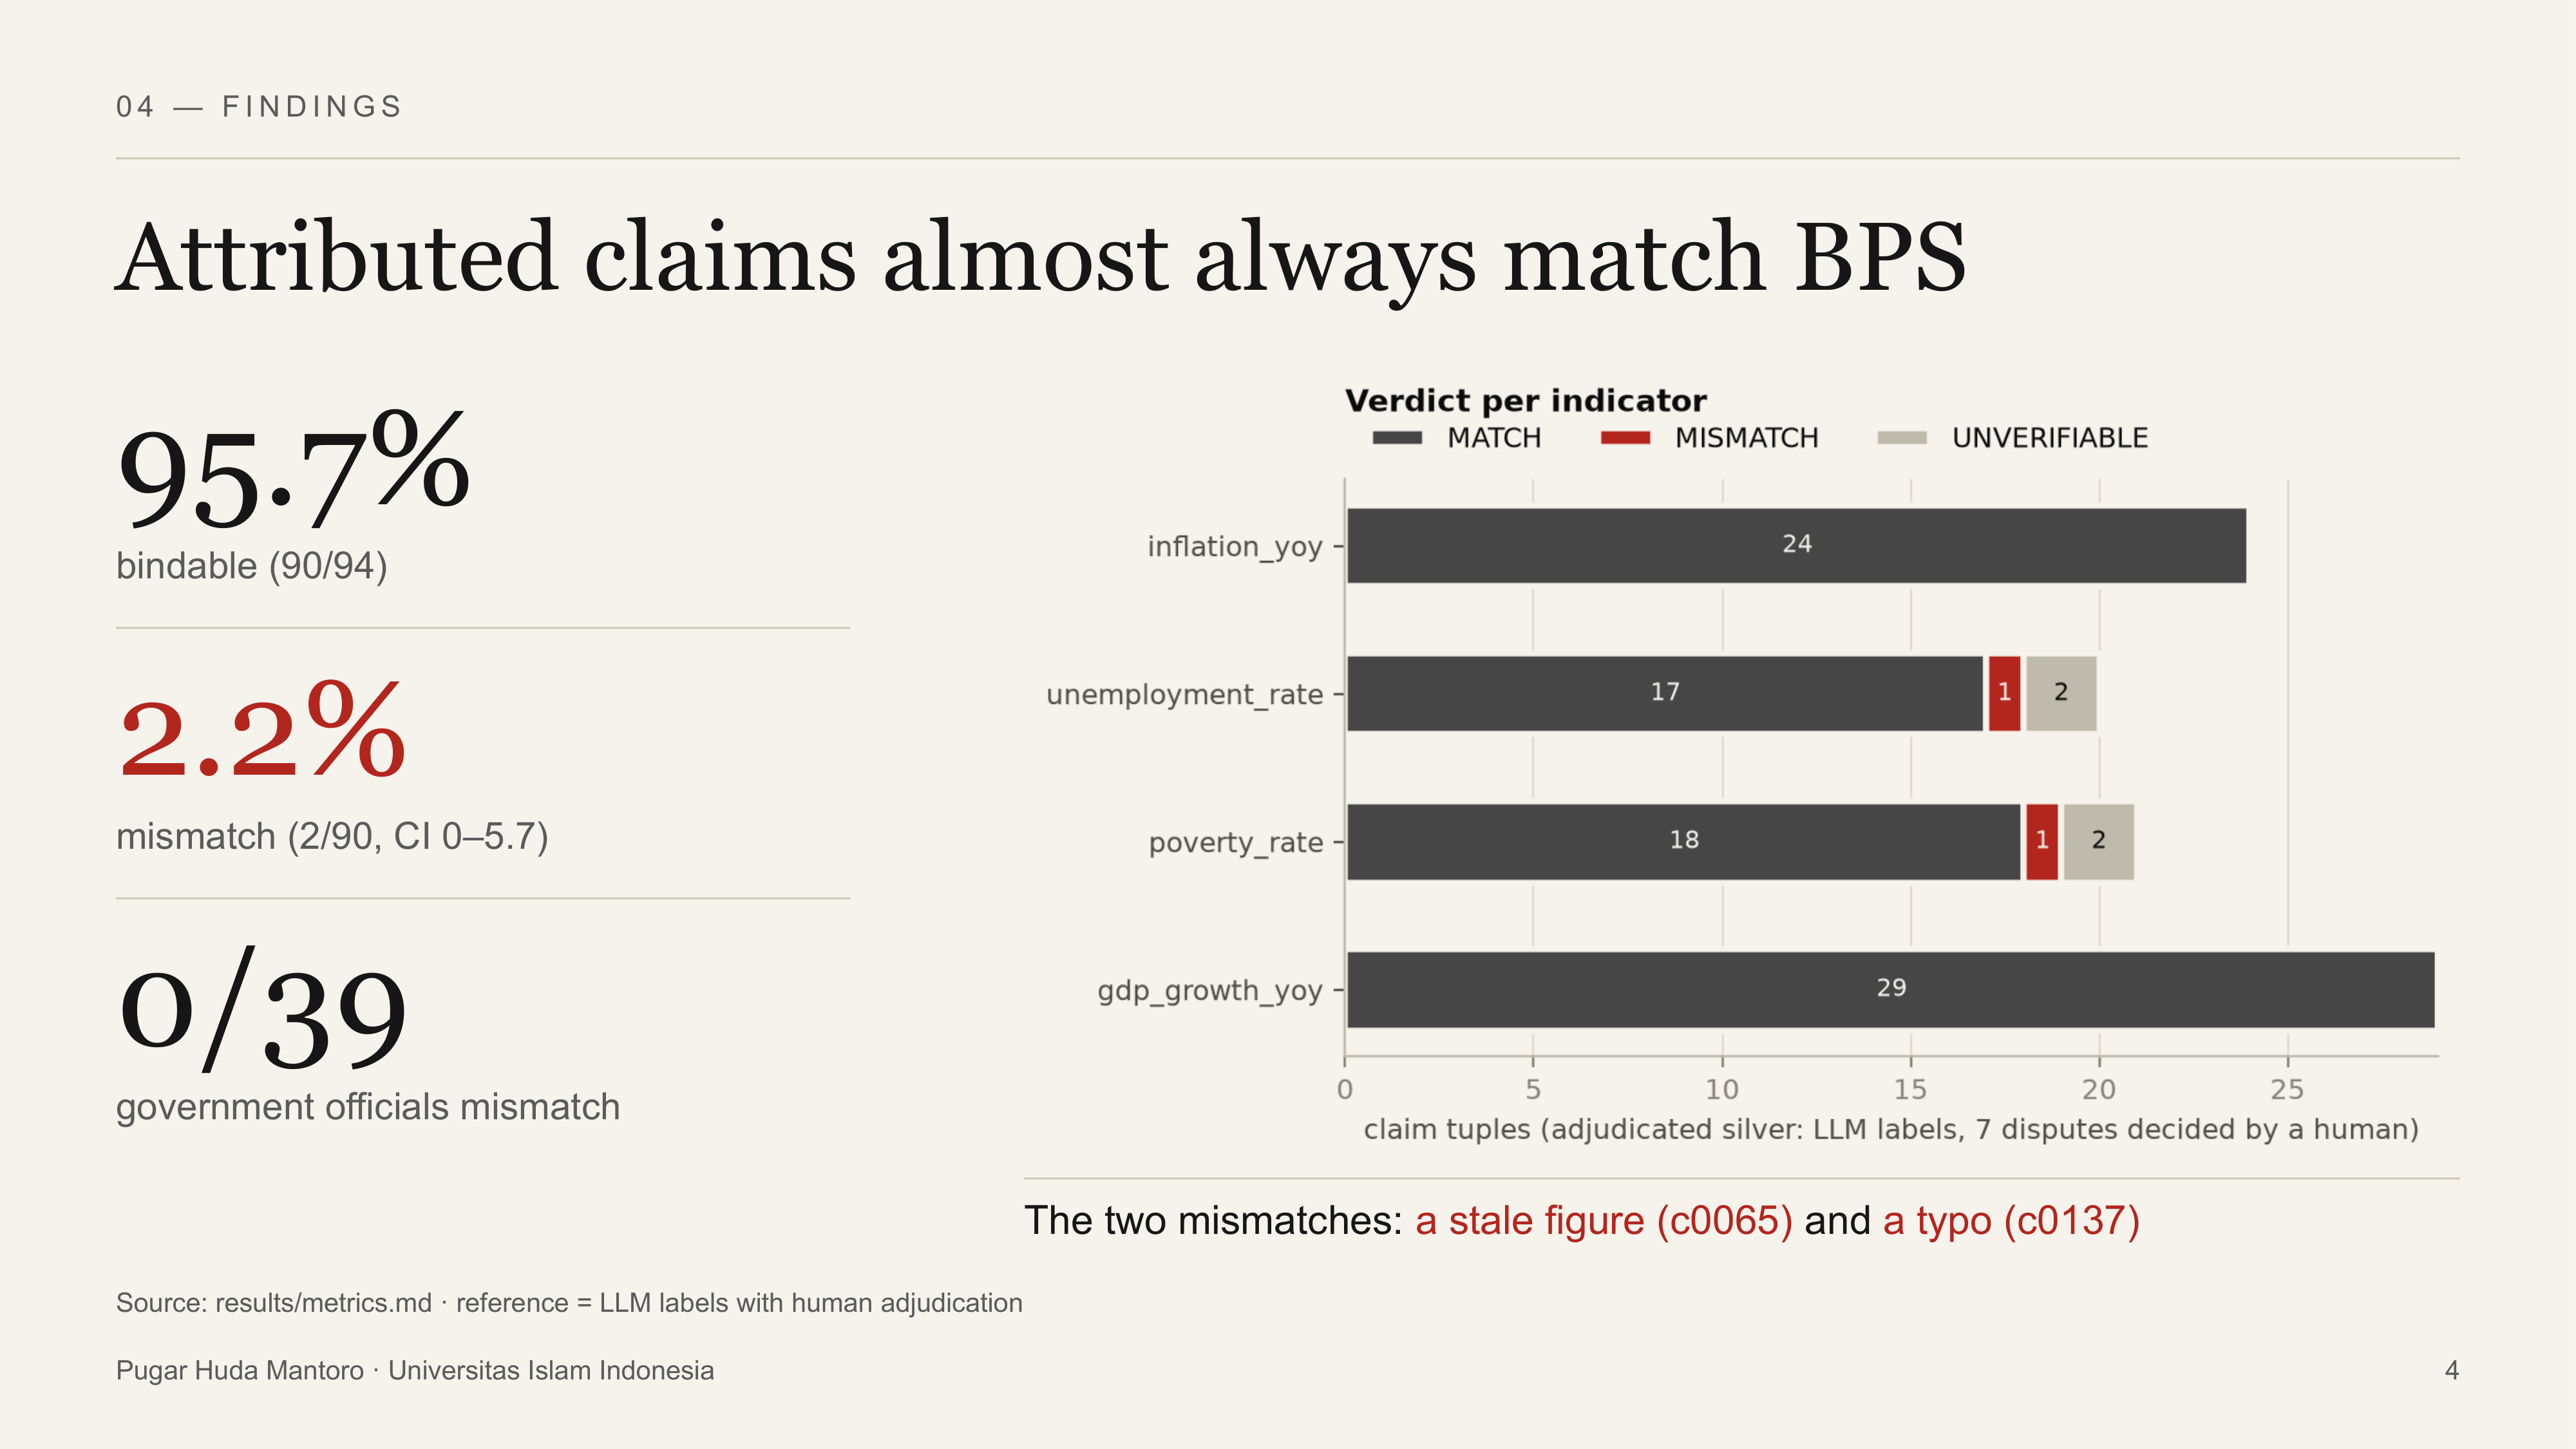 04 — FINDINGS
Attributed claims almost always match BPS
95.7%
bindable (90/94)
2.2%
mismatch (2/90, CI 0–5.7)
0/39
government officials mismatch
Verdict per indicator
MATCH MISMATCH UNVERIFIABLE
inflation_yoy 24
unemployment_rate 17 1 2
poverty_rate 18 1 2
gdp_growth_yoy 29
0 5 10 15 20 25
claim tuples (adjudicated silver: LLM labels, 7 disputes decided by a human)
The two mismatches: a stale figure (c0065) and a typo (c0137)
Source: results/metrics.md · reference = LLM labels with human adjudication
Pugar Huda Mantoro · Universitas Islam Indonesia
4